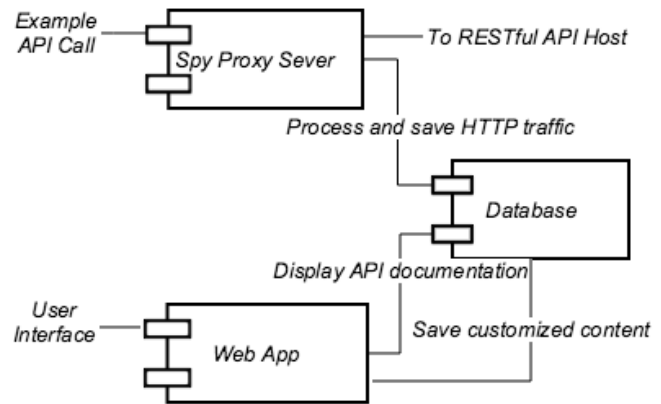 Example
API Call
Spy Proxy Sever
To RESTful API Host
Process and save HTTP traffic
Database
Display API documentation
User
Interface
Web App
Save customized content